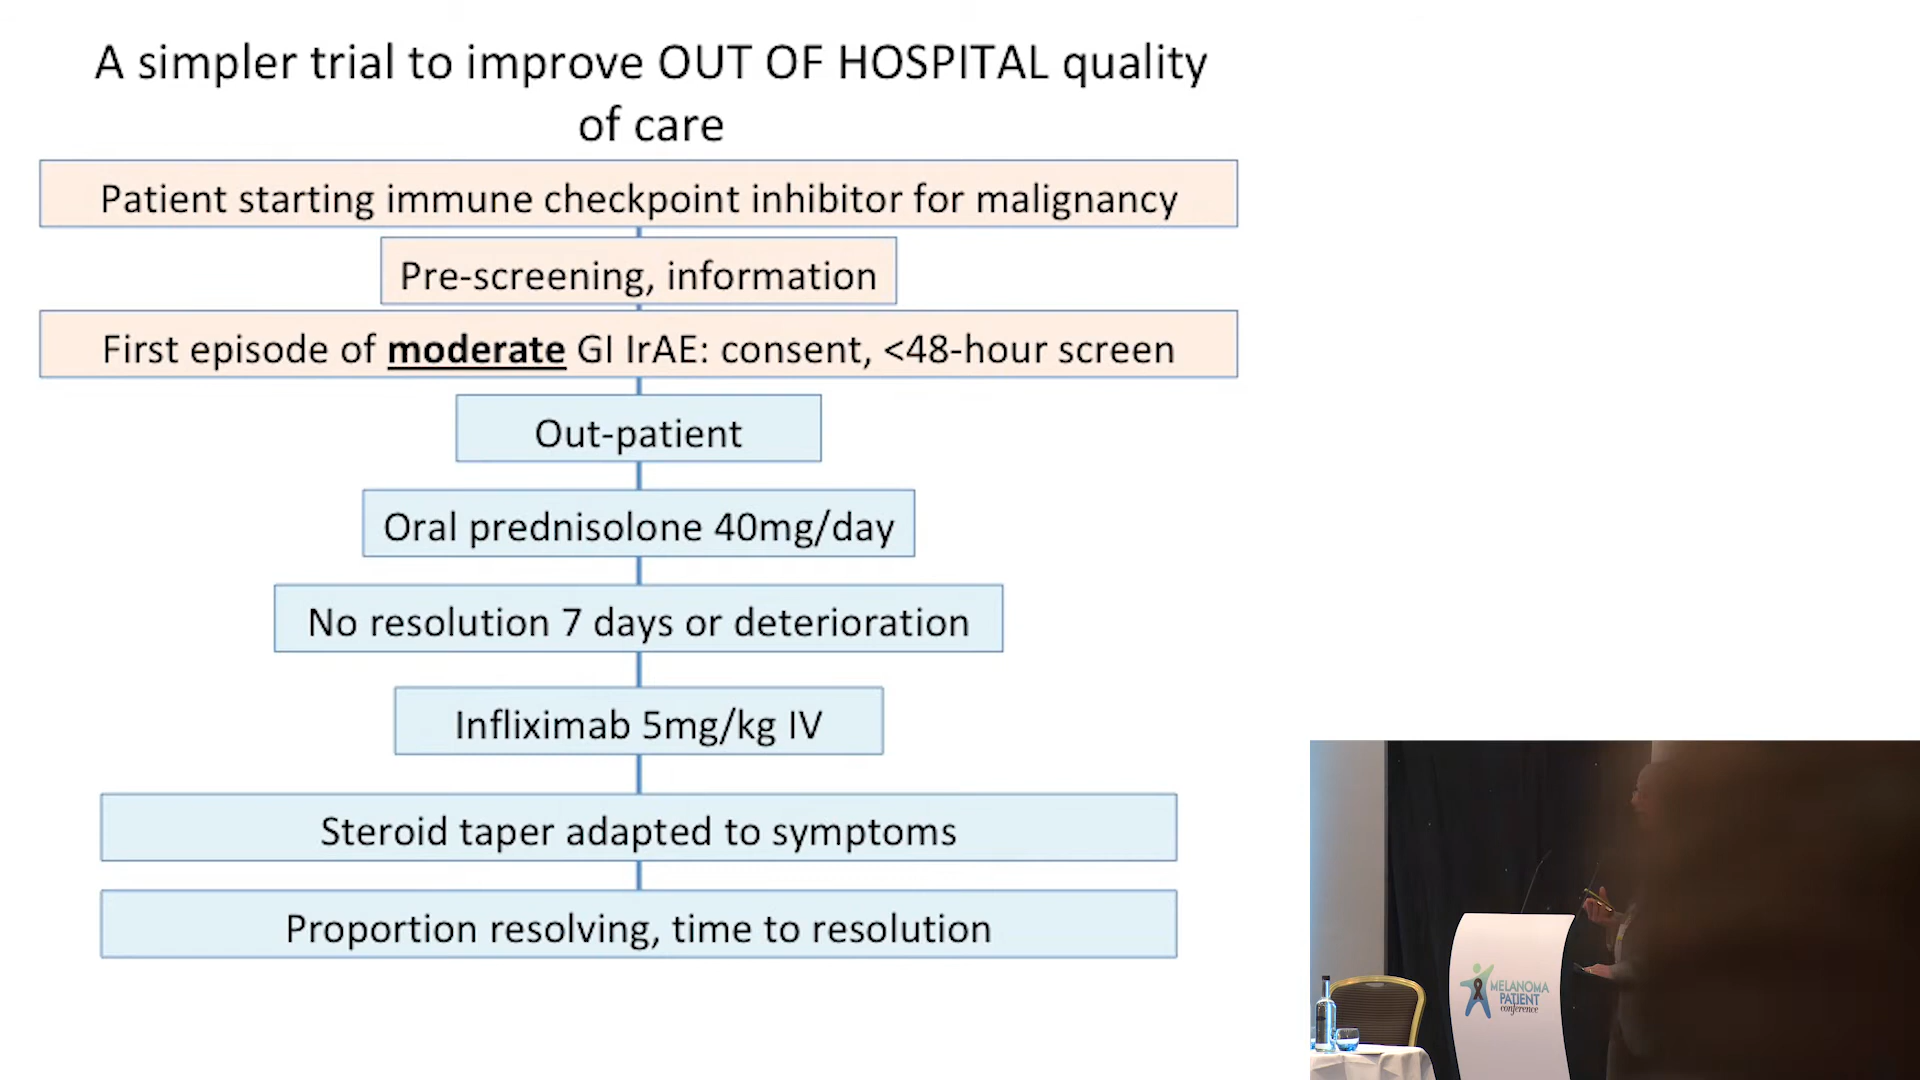 A simpler trial to improve OUT OF HOSPITAL quality
of care
Patient starting immune checkpoint inhibitor for malignancy
Pre-screening, information
First episode of moderate GI IrAE: consent, <48-hour screen
Out-patient
Oral prednisolone 40mg/day
No resolution 7 days or deterioration
Infliximab 5mg/kg IV
Steroid taper adapted to symptoms
Proportion resolving, time to resolution
MELANOMA
PATIENT
conference